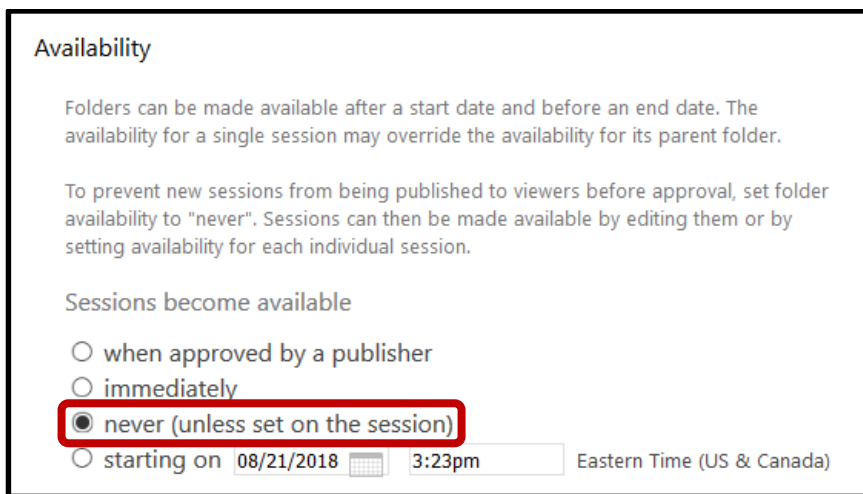 Availability
Folders can be made available after a start date and before an end date. The
availability for a single session may override the availability for its parent folder.
To prevent new sessions from being published to viewers before approval, set folder
availability to "never". Sessions can then be made available by editing them or by
setting availability for each individual session.
Sessions become available
when approved by a publisher
immediately
never (unless set on the session)
starting on 08/21/2018 3:23pm Eastern Time (US & Canada)